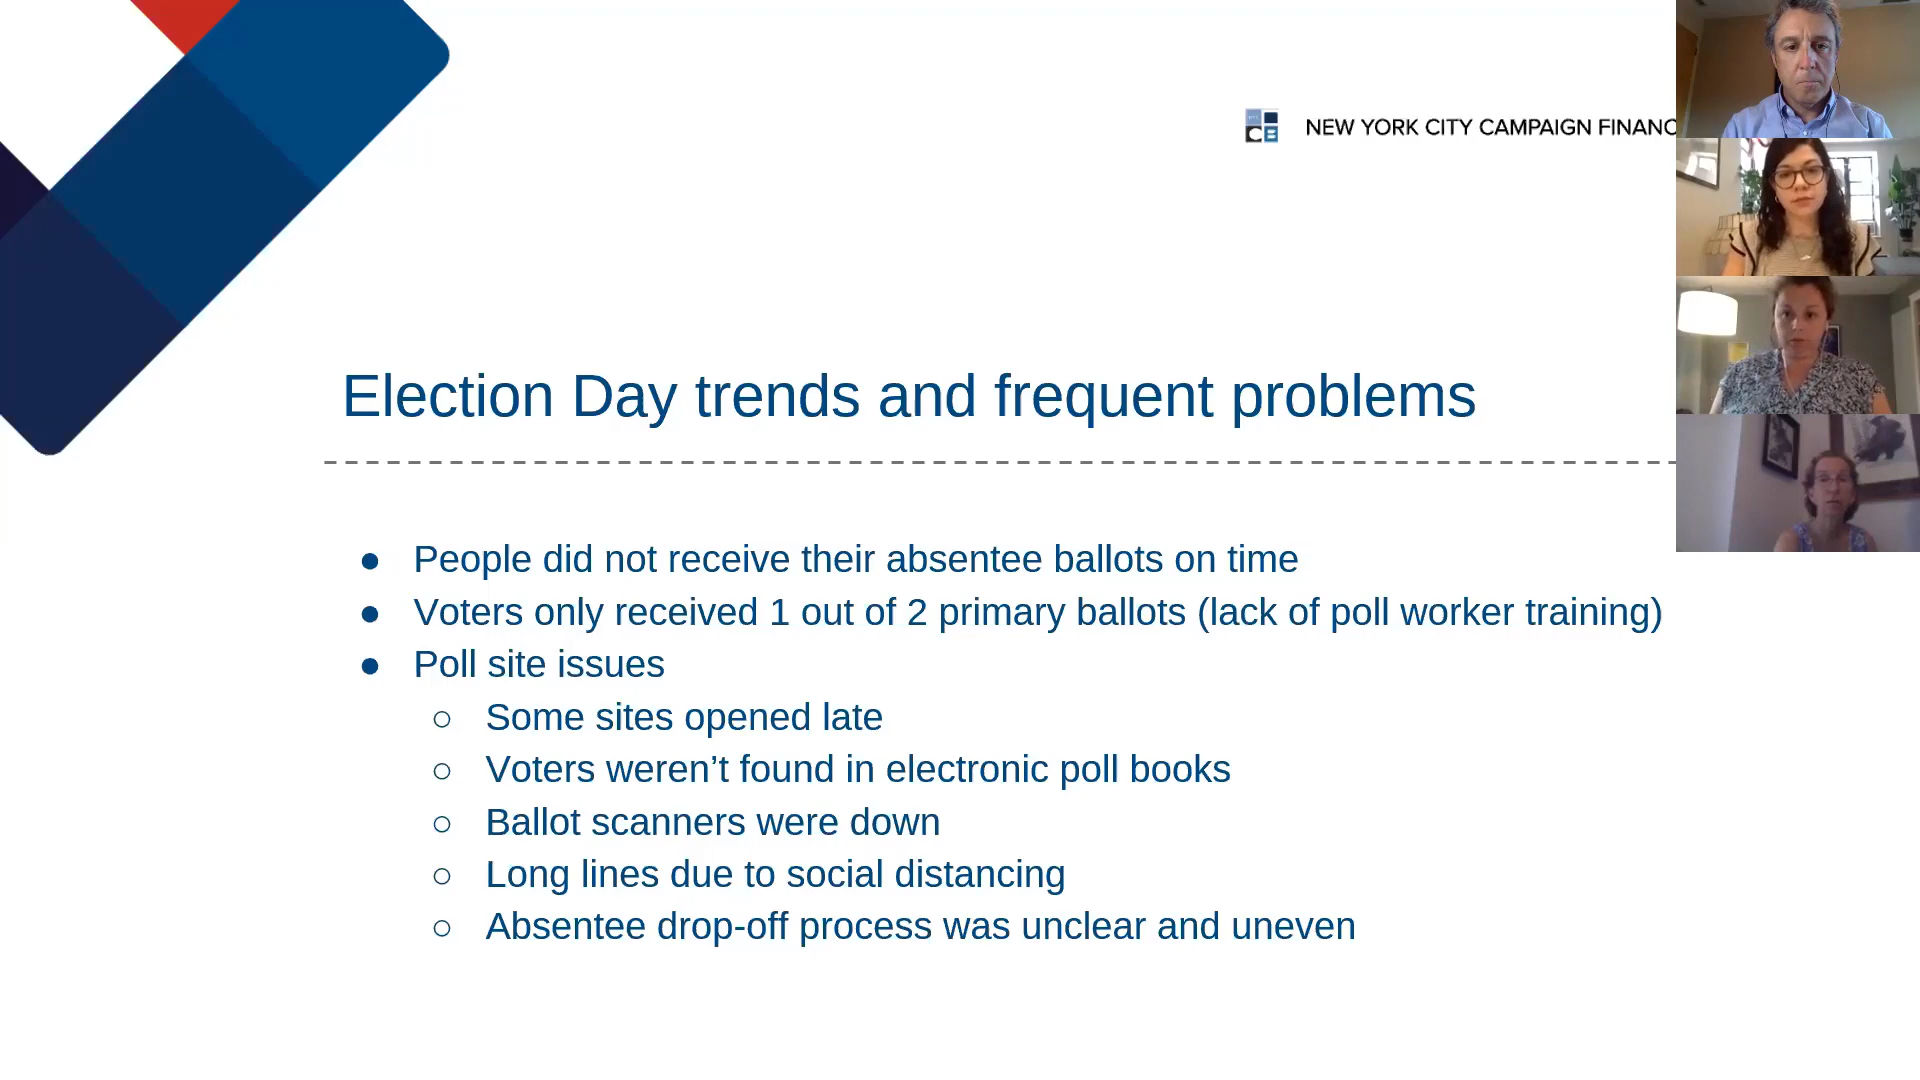 NEW YORK CITY CAMPAIGN
Election Day trends and frequent problems
● People did not receive their absentee ballots on time
● Voters only received 1 out of 2 primary ballots (lack of poll worker training)
● Poll site issues
○ Some sites opened late
○ Voters weren’t found in electronic poll books
○ Ballot scanners were down
○ Long lines due to social distancing
○ Absentee drop-off process was unclear and uneven